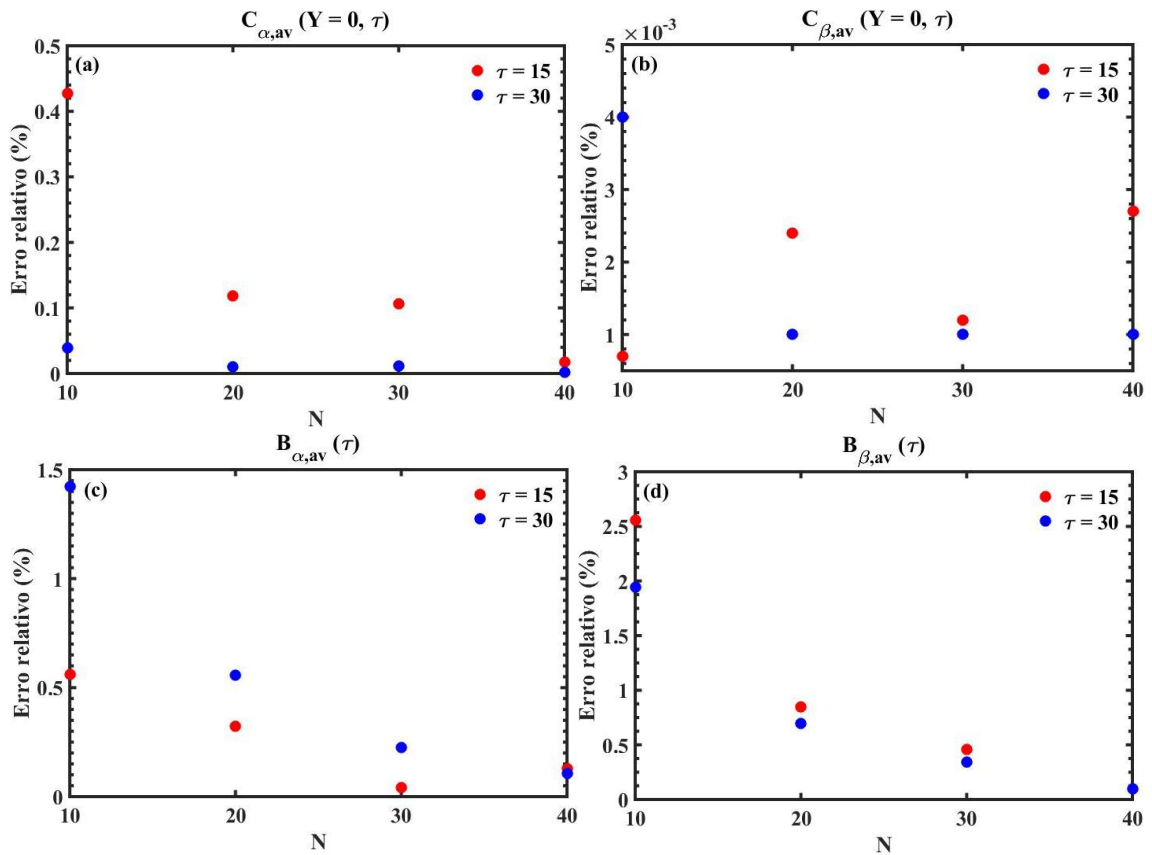 C α,av (Y = 0, τ)
(a)
τ = 15
τ = 30
0.5
0.4
0.3
0.2
0.1
0
Erro relativo (%)
10 20 30 40
N
C β,av (Y = 0, τ)
×10-3
(b)
τ = 15
τ = 30
5
4
3
2
1
Erro relativo (%)
10 20 30 40
N
B α,av (τ)
(c)
τ = 15
τ = 30
1.5
1
0.5
0
Erro relativo (%)
10 20 30 40
N
B β,av (τ)
(d)
τ = 15
τ = 30
3
2.5
2
1.5
1
0.5
0
Erro relativo (%)
10 20 30 40
N